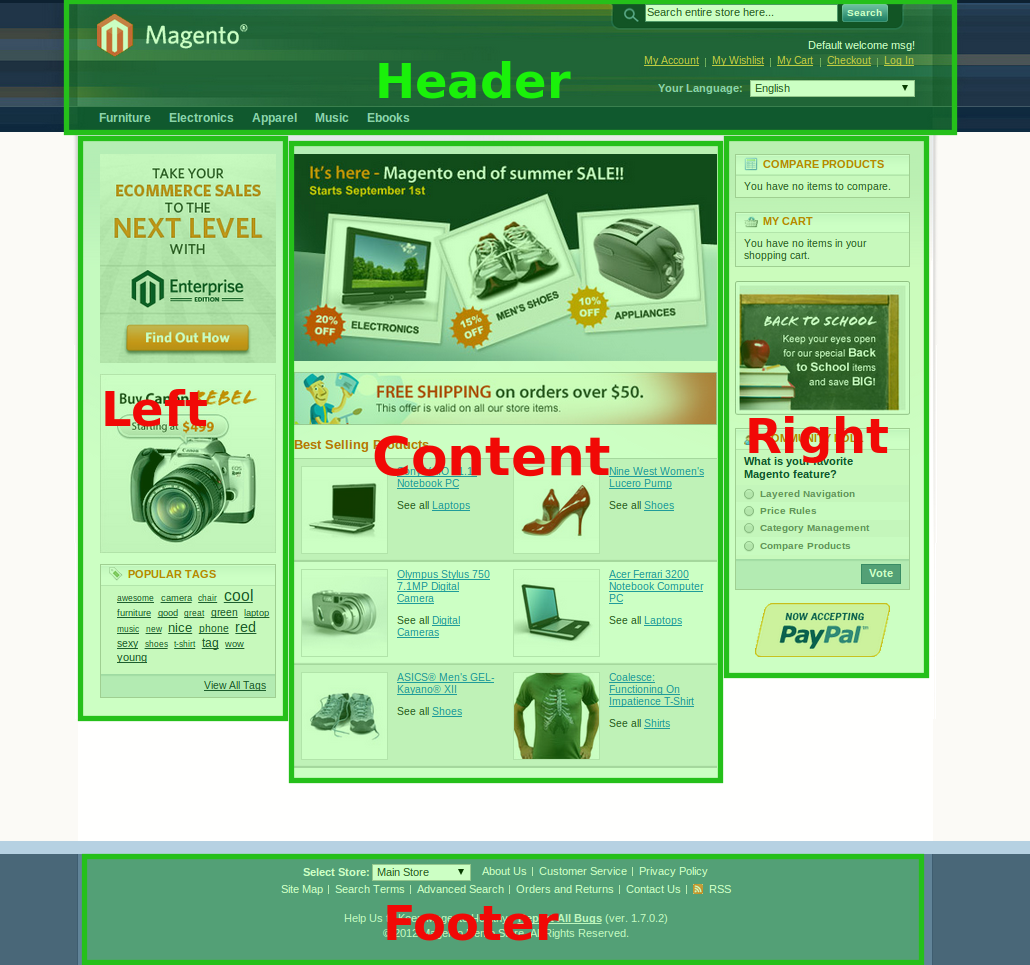 Magento®
Search entire store here...
Search
Default welcome msg!
My Account | My Wishlist | My Cart | Checkout | Log In
Header
Your Language: English
Furniture Electronics Apparel Music Ebooks
TAKE YOUR
ECOMMERCE SALES
TO THE
NEXT LEVEL
WITH
Enterprise
EDITION
Find Out How
Buy Canon REBEL
Left
Starting at $499
Canon
EOS
POPULAR TAGS
awesome camera chair cool
furniture good great green laptop
music new nice phone red
sexy shoes t-shirt tag wow
young
View All Tags
It's here - Magento end of summer SALE!!
Starts September 1st
20% OFF
ELECTRONICS
15% OFF
MEN'S SHOES
10% OFF
APPLIANCES
FREE SHIPPING on orders over $50.
This offer is valid on all our store items.
Best Selling Products
Content
Notebook PC
See all Laptops
Nine West Women's
Lucero Pump
See all Shoes
Olympus Stylus 750
7.1MP Digital
Camera
See all Digital
Cameras
Acer Ferrari 3200
Notebook Computer
PC
See all Laptops
ASICS® Men's GEL-
Kayano® XII
See all Shoes
Coalesce:
Functioning On
Impatience T-Shirt
See all Shirts
COMPARE PRODUCTS
You have no items to compare.
MY CART
You have no items in your
shopping cart.
BACK TO SCHOOL
Keep your eyes open
for our special Back
to School items
and save BIG!
Right
COMMUNITY POLL
What is your favorite
Magento feature?
Layered Navigation
Price Rules
Category Management
Compare Products
Vote
NOW ACCEPTING
PayPal™
Select Store: Main Store
About Us | Customer Service | Privacy Policy
Site Map | Search Terms | Advanced Search | Orders and Returns | Contact Us | RSS
Help Us to Keep Magento Healthy - Report All Bugs (ver. 1.7.0.2)
Footer
© 2012 Magento Demo Store. All Rights Reserved.